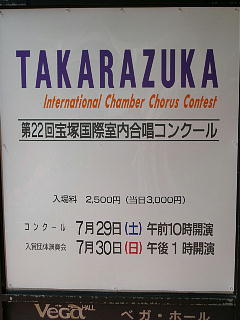 TAKARAZUKA
International Chamber Chorus Contest
第22回宝塚国際室内合唱コンクール
入場料 2,500円 (当日3,000円)
コンクール 7月29日(土) 午前10時開演
入賞団体演奏会 7月30日(日) 午後1時開演
Vega HALL ベガ・ホール